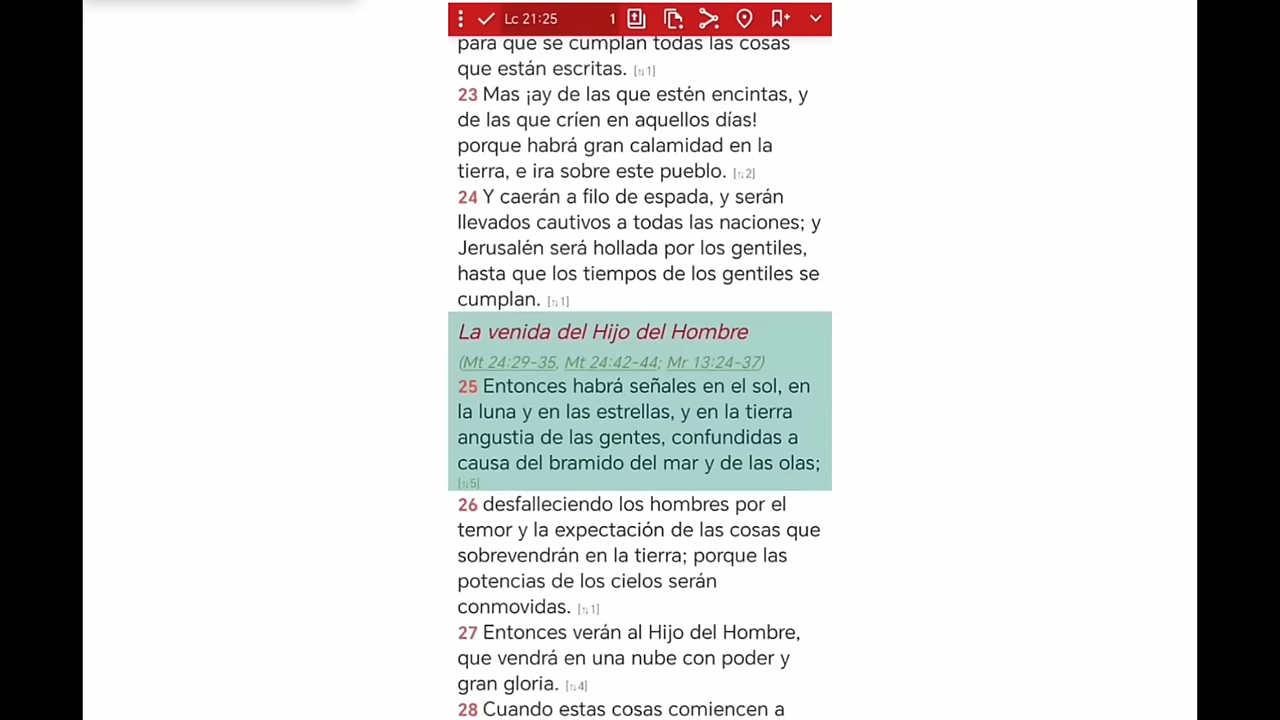 Lc 21:25 1
para que se cumplan todas las cosas
que están escritas. [↑↓1]
23 Mas ¡ay de las que estén encintas, y
de las que críen en aquellos días!
porque habrá gran calamidad en la
tierra, e ira sobre este pueblo. [↑↓2]
24 Y caerán a filo de espada, y serán
llevados cautivos a todas las naciones; y
Jerusalén será hollada por los gentiles,
hasta que los tiempos de los gentiles se
cumplan. [↑↓1]
La venida del Hijo del Hombre
(Mt 24:29-35, Mt 24:42-44; Mr 13:24-37)
25 Entonces habrá señales en el sol, en
la luna y en las estrellas, y en la tierra
angustia de las gentes, confundidas a
causa del bramido del mar y de las olas;
[↑↓5]
26 desfalleciendo los hombres por el
temor y la expectación de las cosas que
sobrevendrán en la tierra; porque las
potencias de los cielos serán
conmovidas. [↑↓1]
27 Entonces verán al Hijo del Hombre,
que vendrá en una nube con poder y
gran gloria. [↑↓4]
28 Cuando estas cosas comiencen a